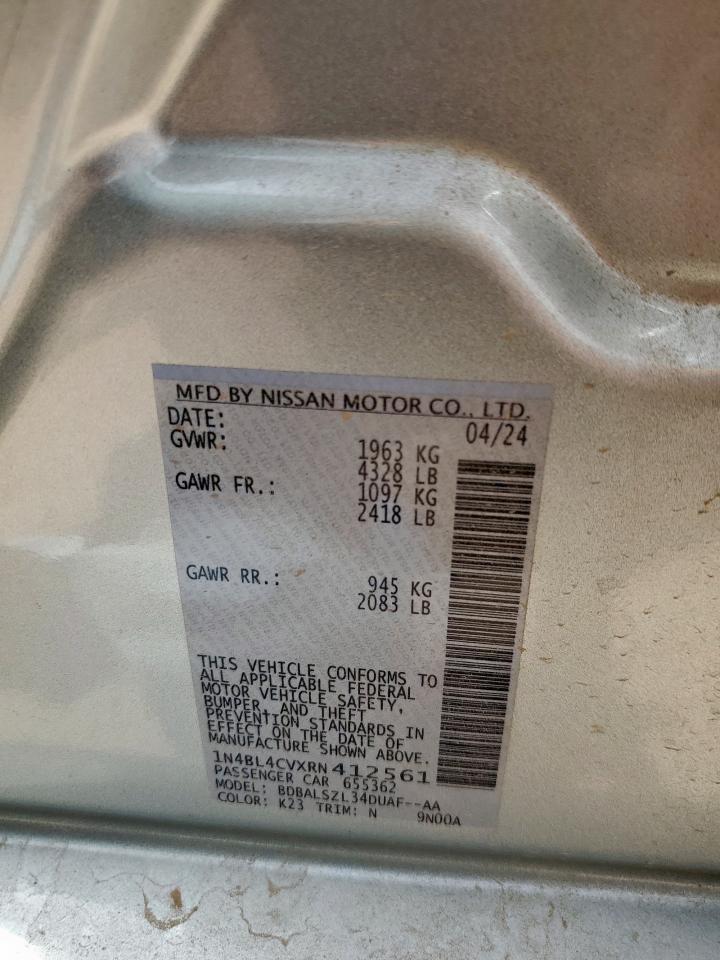 MFD BY NISSAN MOTOR CO., LTD.
DATE: 04/24
GVWR: 1963 KG
4328 LB
GAWR FR.: 1097 KG
2418 LB
GAWR RR.: 945 KG
2083 LB
THIS VEHICLE CONFORMS TO
ALL APPLICABLE FEDERAL
MOTOR VEHICLE SAFETY,
BUMPER, AND THEFT
PREVENTION STANDARDS IN
EFFECT ON THE DATE OF
MANUFACTURE SHOWN ABOVE.
1N4BL4CVXRN412561
PASSENGER CAR 655362
MODEL: BDBALSZL34DUAF--AA
COLOR: K23 TRIM: N 9N00A